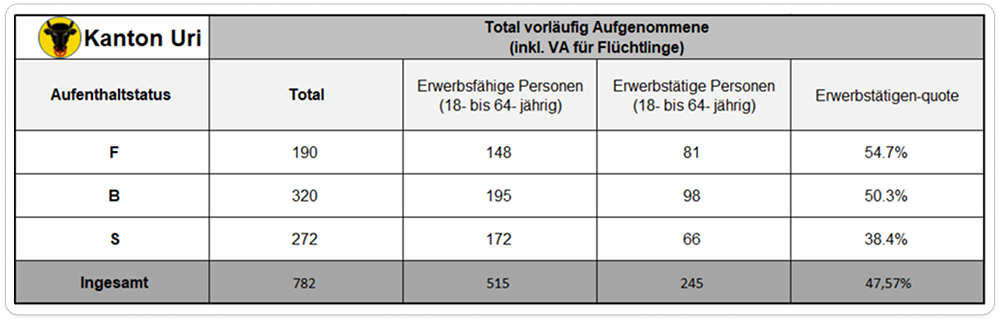 Kanton Uri
Total vorläufig Aufgenommene
(inkl. VA für Flüchtlinge)
Aufenthaltstatus Total Erwerbsfähige Personen (18- bis 64- jährig) Erwerbstätige Personen (18- bis 64- jährig) Erwerbstätigen-quote
F 190 148 81 54.7%
B 320 195 98 50.3%
S 272 172 66 38.4%
Ingesamt 782 515 245 47,57%